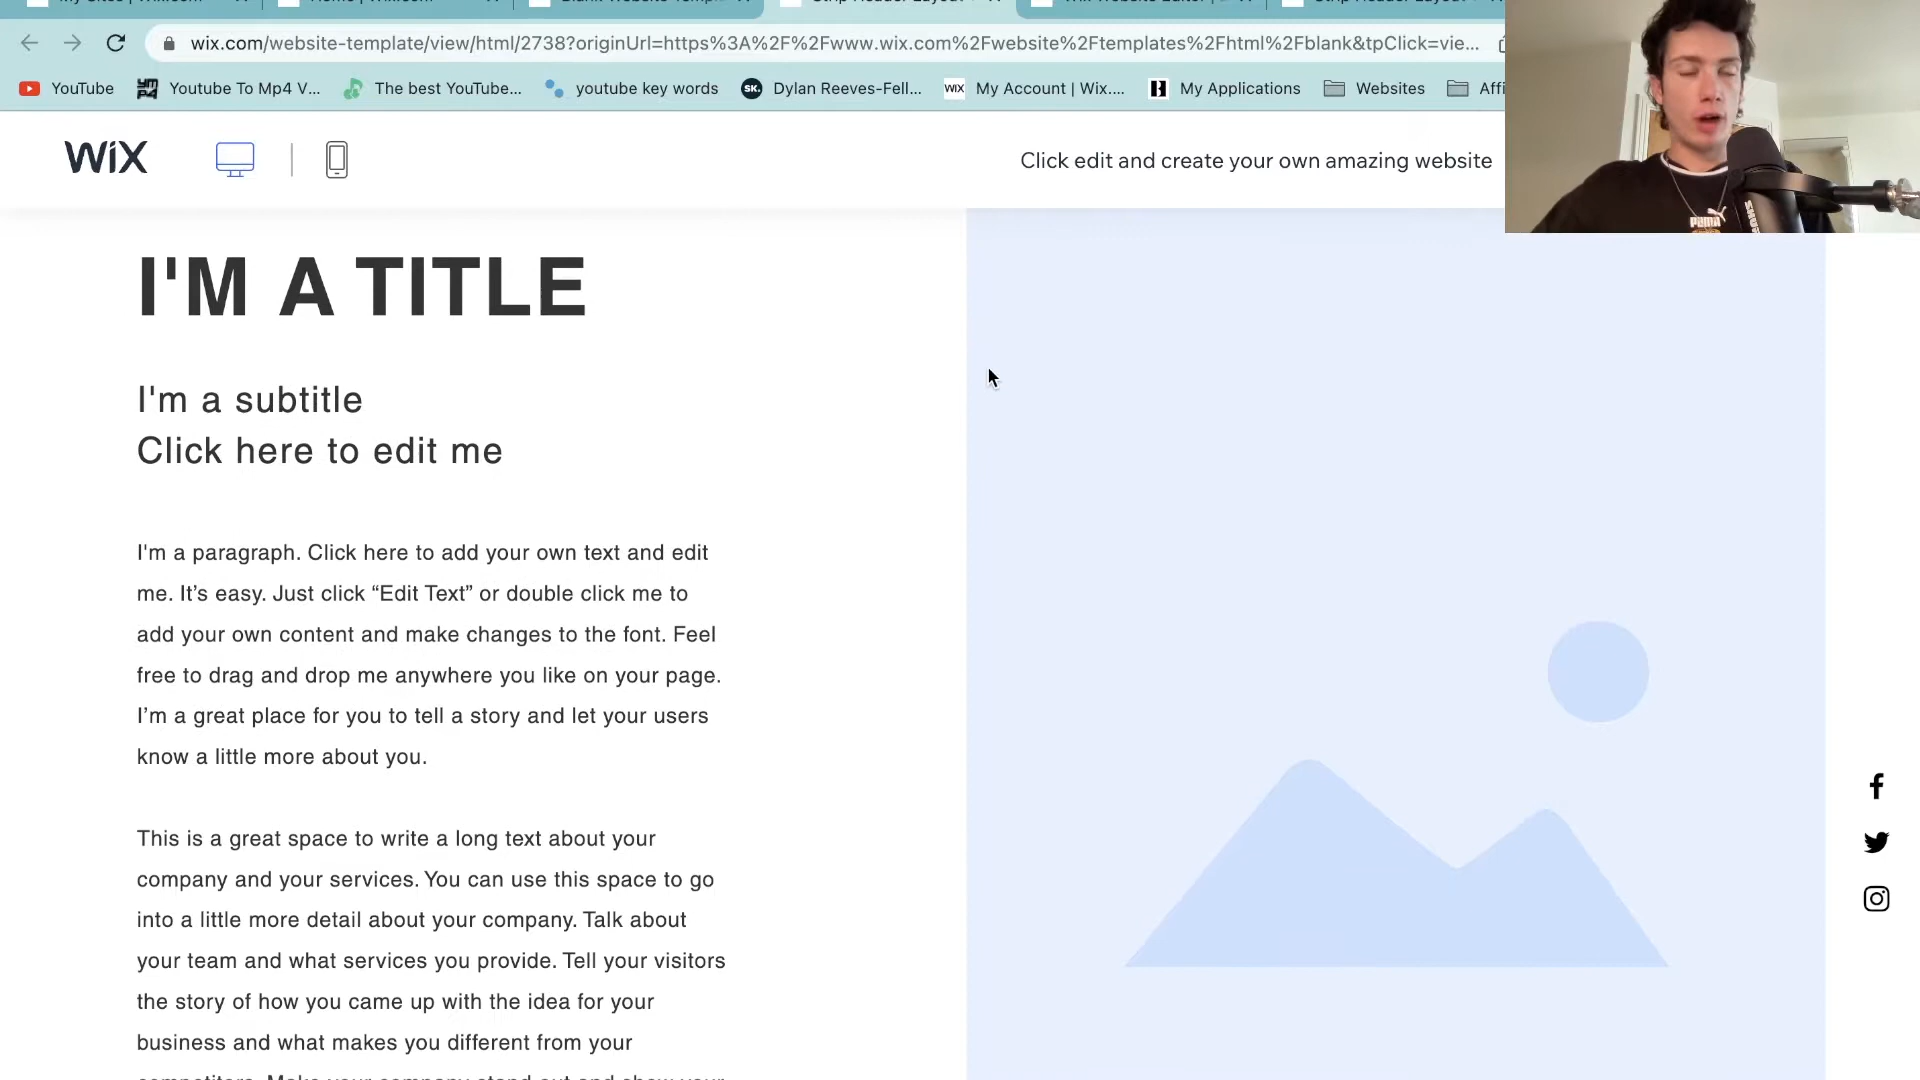 wix.com/website-template/view/html/2738?originUrl=https%3A%2F%2Fwww.wix.com%2Fwebsite%2Ftemplates%2Fhtml%2Fblank&tpClick=vie...
YouTube Youtube To Mp4 V... The best YouTube... youtube key words SK. Dylan Reeves-Fell... WIX My Account | Wix.... My Applications Websites Affi
WiX Click edit and create your own amazing website
PUMA
I'M A TITLE
I'm a subtitle
Click here to edit me
I'm a paragraph. Click here to add your own text and edit
me. It’s easy. Just click “Edit Text” or double click me to
add your own content and make changes to the font. Feel
free to drag and drop me anywhere you like on your page.
I’m a great place for you to tell a story and let your users
know a little more about you.
This is a great space to write a long text about your
company and your services. You can use this space to go
into a little more detail about your company. Talk about
your team and what services you provide. Tell your visitors
the story of how you came up with the idea for your
business and what makes you different from your